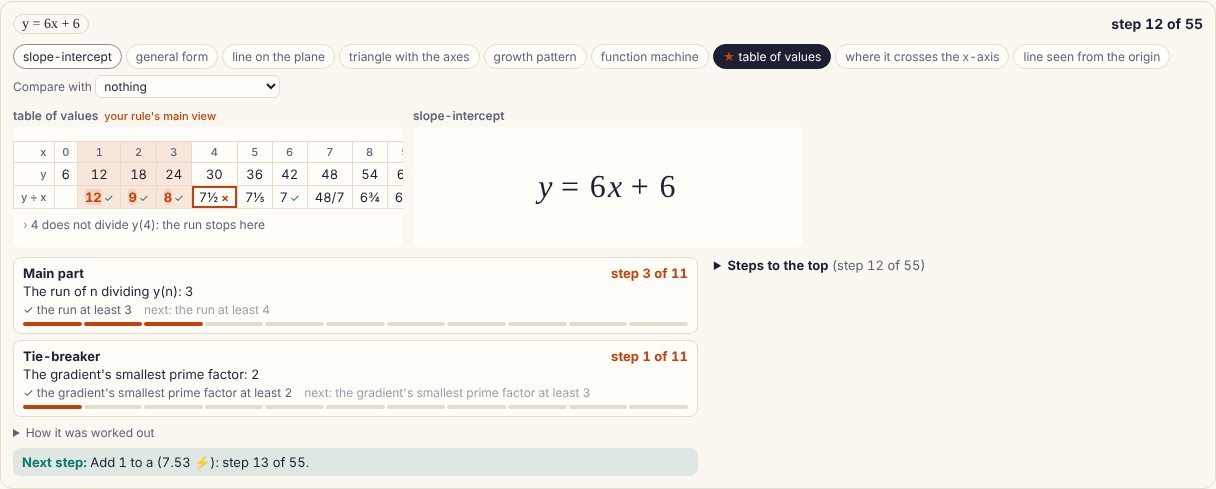 y = 6x + 6
step 12 of 55
slope-intercept general form line on the plane triangle with the axes growth pattern function machine ★ table of values where it crosses the x-axis line seen from the origin
Compare with nothing
table of values your rule's main view
x 0 1 2 3 4 5 6 7 8
y 6 12 18 24 30 36 42 48 54
y ÷ x 12 ✓ 9 ✓ 8 ✓ 7½ × 7⅕ 7 ✓ 48/7 6¾
› 4 does not divide y(4): the run stops here
slope-intercept
y = 6x + 6
Main part step 3 of 11
The run of n dividing y(n): 3
✓ the run at least 3 next: the run at least 4
▶ Steps to the top (step 12 of 55)
Tie-breaker step 1 of 11
The gradient's smallest prime factor: 2
✓ the gradient's smallest prime factor at least 2 next: the gradient's smallest prime factor at least 3
▶ How it was worked out
Next step: Add 1 to a (7.53 ⚡): step 13 of 55.